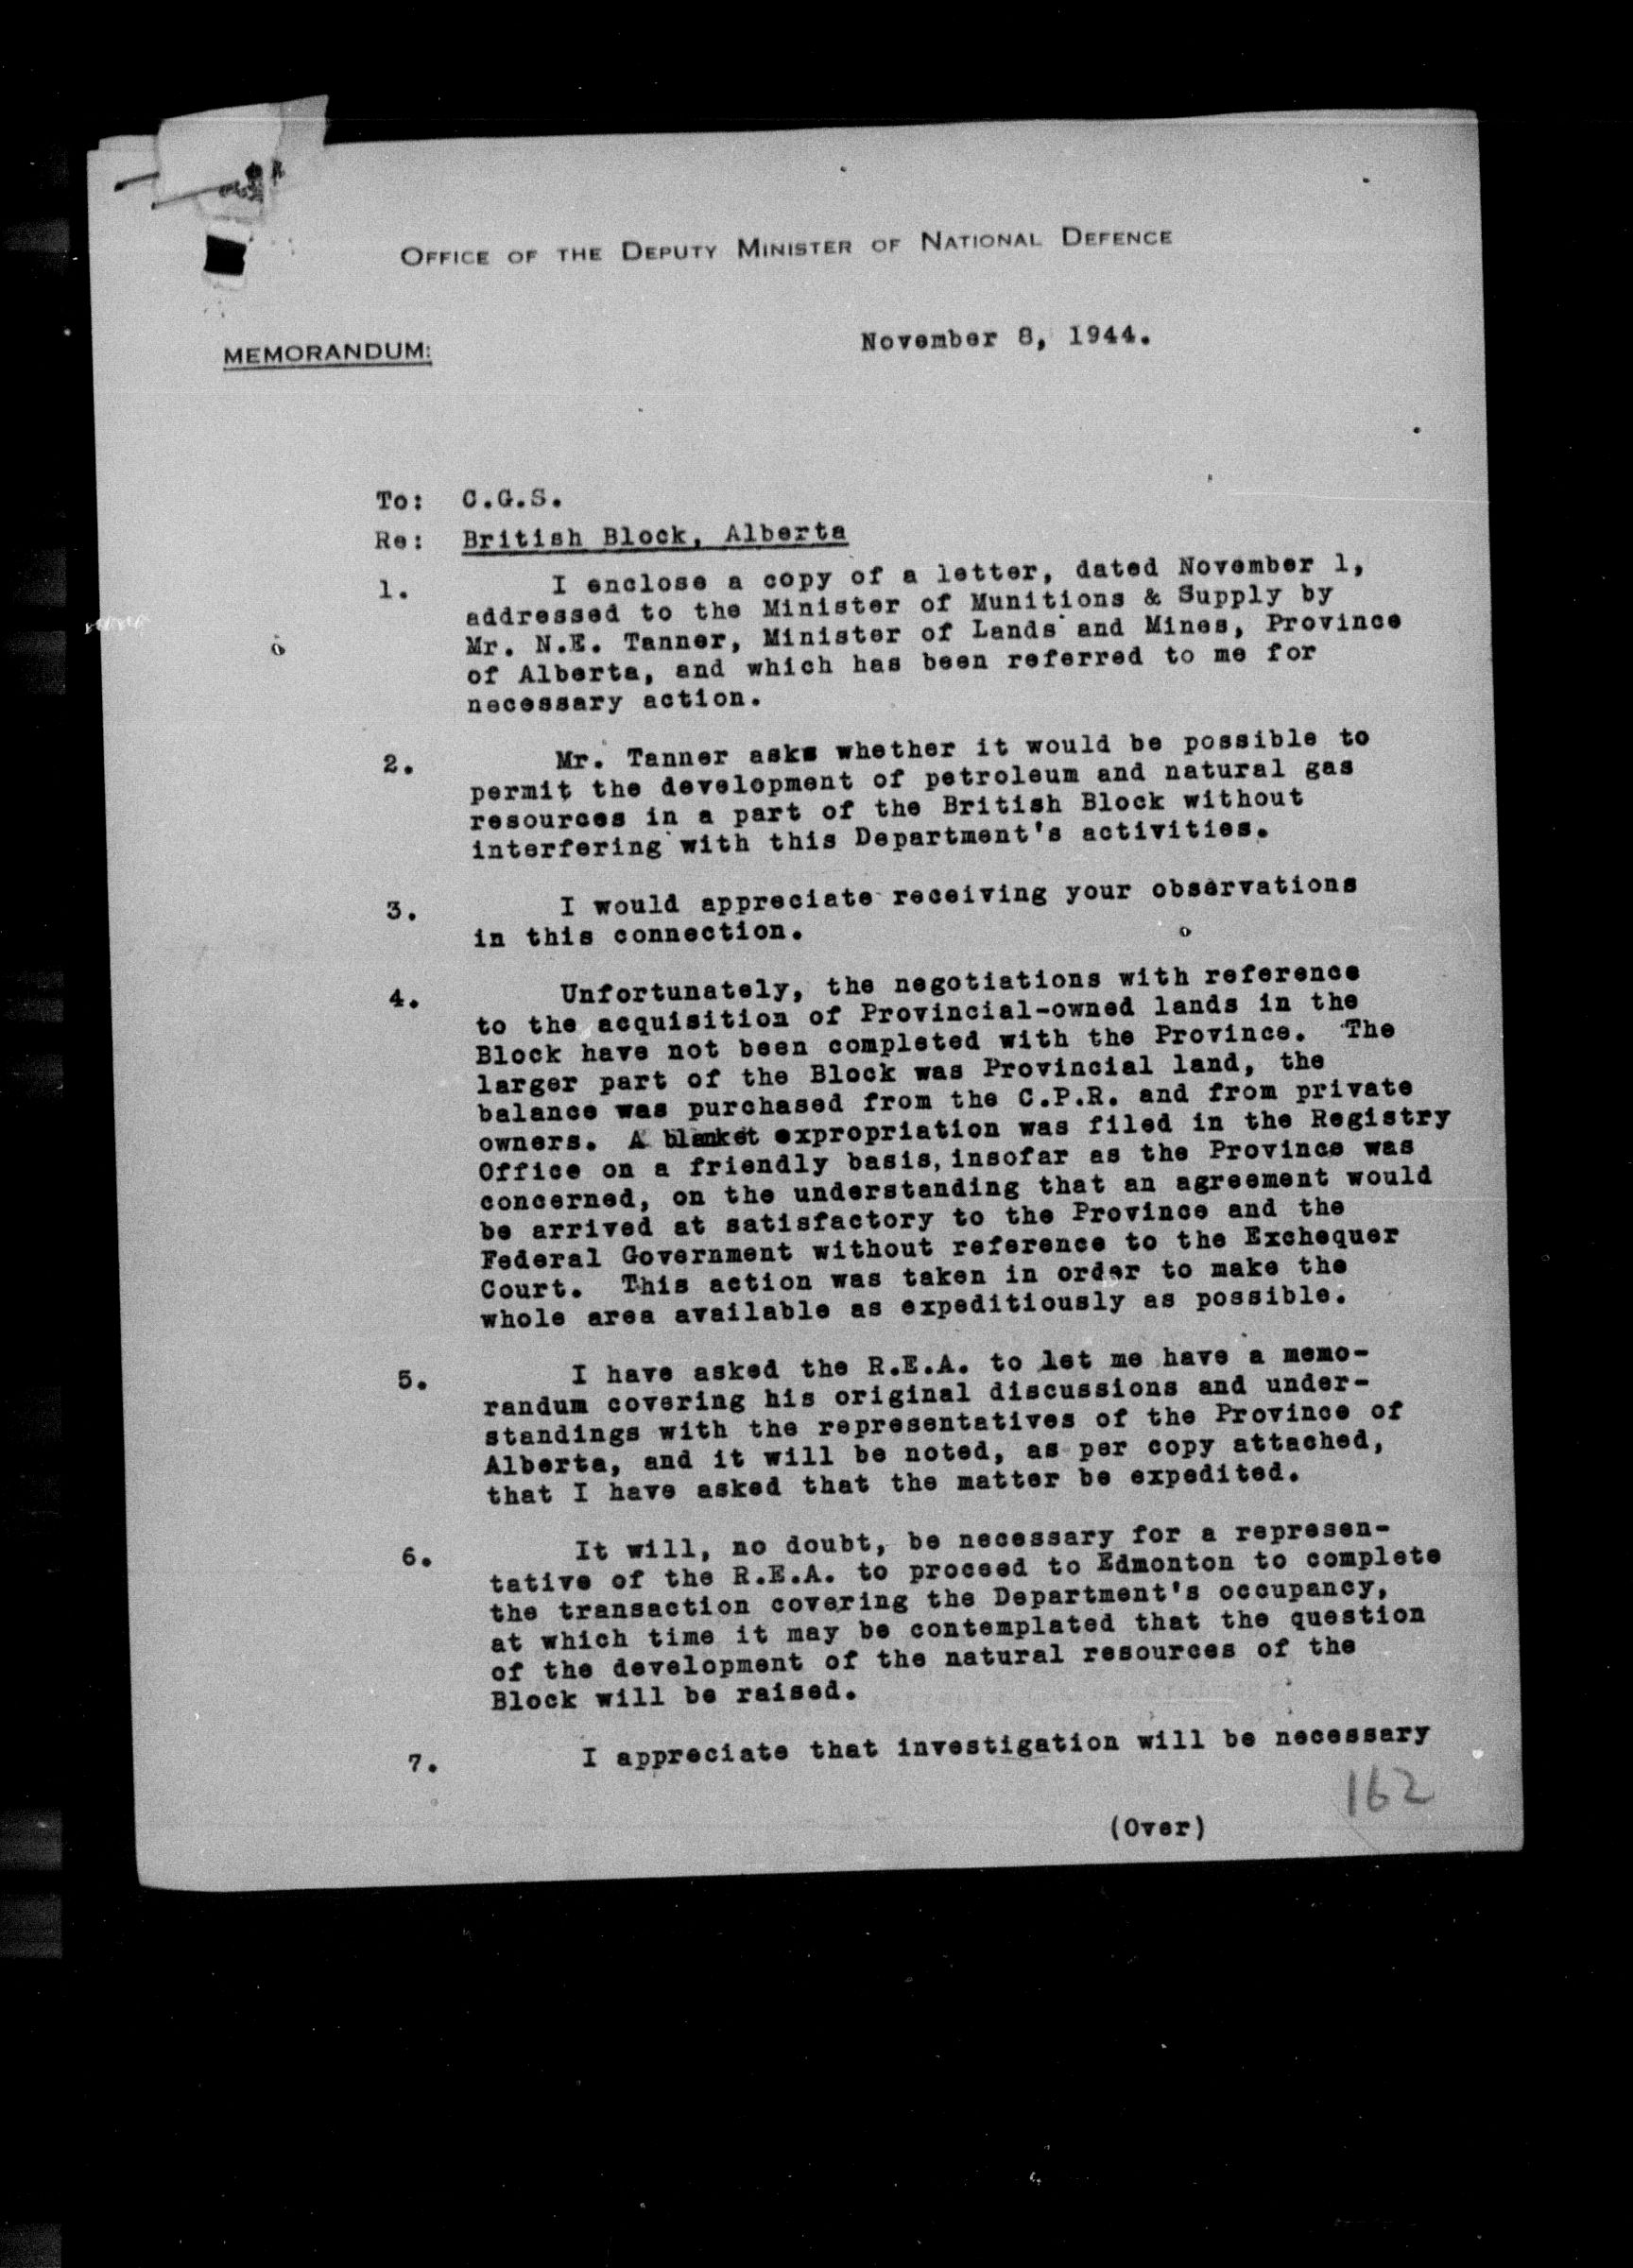 OFFICE OF THE DEPUTY MINISTER OF NATIONAL DEFENCE
MEMORANDUM:
November 8, 1944.
To: C.G.S.
Re: British Block, Alberta
1. I enclose a copy of a letter, dated November 1,
addressed to the Minister of Munitions & Supply by
Mr. N.E. Tanner, Minister of Lands and Mines, Province
of Alberta, and which has been referred to me for
necessary action.
2. Mr. Tanner asks whether it would be possible to
permit the development of petroleum and natural gas
resources in a part of the British Block without
interfering with this Department's activities.
3. I would appreciate receiving your observations
in this connection.
4. Unfortunately, the negotiations with reference
to the acquisition of Provincial-owned lands in the
Block have not been completed with the Province. The
larger part of the Block was Provincial land, the
balance was purchased from the C.P.R. and from private
owners. A blanket expropriation was filed in the Registry
Office on a friendly basis, insofar as the Province was
concerned, on the understanding that an agreement would
be arrived at satisfactory to the Province and the
Federal Government without reference to the Exchequer
Court. This action was taken in order to make the
whole area available as expeditiously as possible.
5. I have asked the R.E.A. to let me have a memo-
randum covering his original discussions and under-
standings with the representatives of the Province of
Alberta, and it will be noted, as per copy attached,
that I have asked that the matter be expedited.
6. It will, no doubt, be necessary for a represen-
tative of the R.E.A. to proceed to Edmonton to complete
the transaction covering the Department's occupancy,
at which time it may be contemplated that the question
of the development of the natural resources of the
Block will be raised.
7. I appreciate that investigation will be necessary
162
(Over)